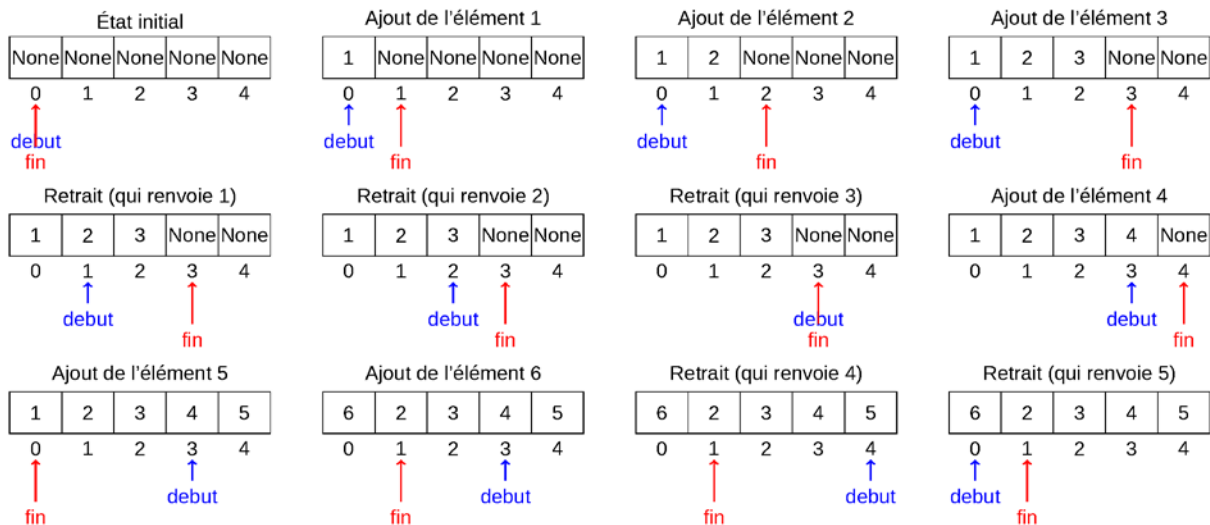 État initial
None None None None None
0 1 2 3 4
debut
fin
Ajout de l'élément 1
1 None None None None
0 1 2 3 4
debut
fin
Ajout de l'élément 2
1 2 None None None
0 1 2 3 4
debut
fin
Ajout de l'élément 3
1 2 3 None None
0 1 2 3 4
debut
fin
Retrait (qui renvoie 1)
1 2 3 None None
0 1 2 3 4
debut
fin
Retrait (qui renvoie 2)
1 2 3 None None
0 1 2 3 4
debut
fin
Retrait (qui renvoie 3)
1 2 3 None None
0 1 2 3 4
debut
fin
Ajout de l'élément 4
1 2 3 4 None
0 1 2 3 4
debut
fin
Ajout de l'élément 5
1 2 3 4 5
0 1 2 3 4
debut
fin
Ajout de l'élément 6
6 2 3 4 5
0 1 2 3 4
fin
debut
Retrait (qui renvoie 4)
6 2 3 4 5
0 1 2 3 4
fin
debut
Retrait (qui renvoie 5)
6 2 3 4 5
0 1 2 3 4
debut
fin